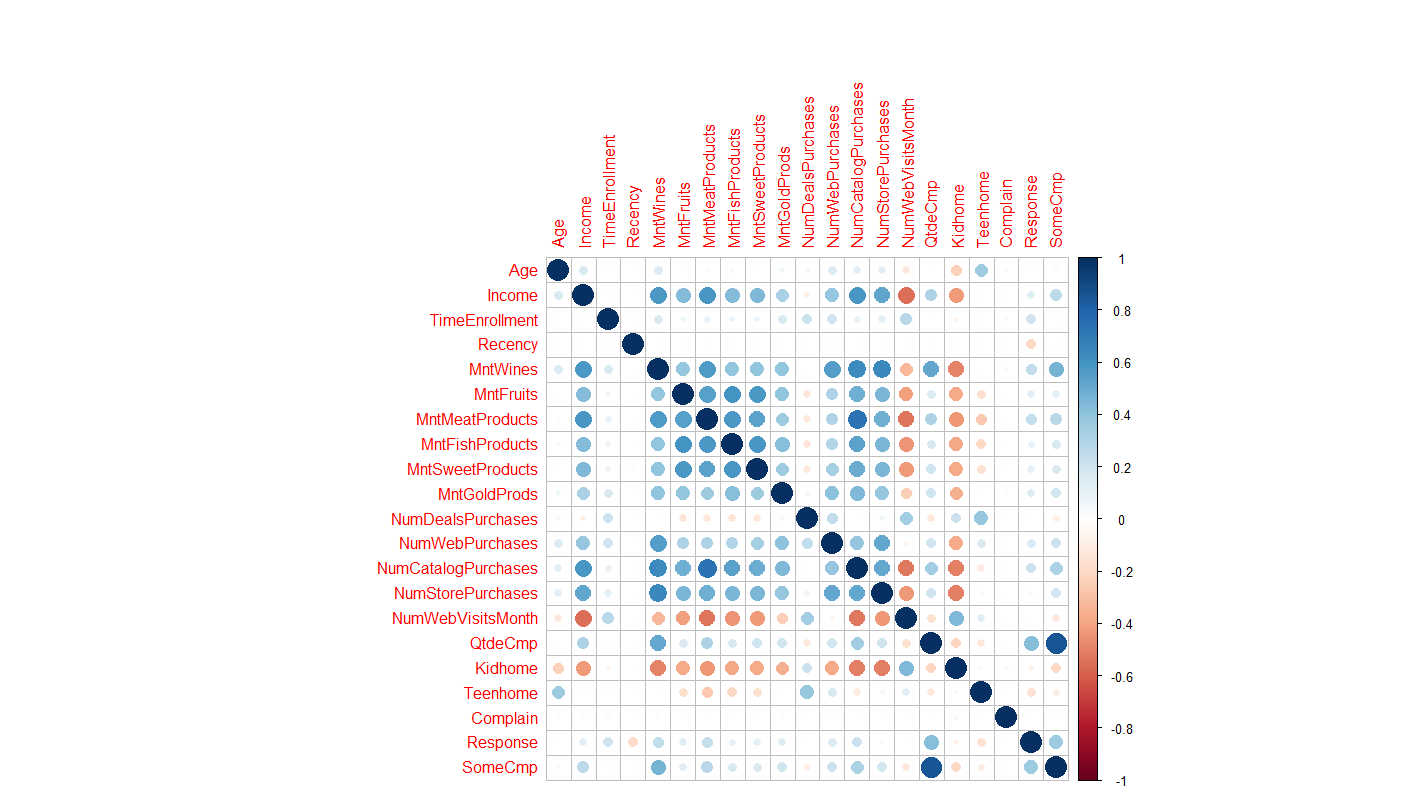 Age
Income
TimeEnrollment
Recency
MntWines
MntFruits
MntMeatProducts
MntFishProducts
MntSweetProducts
MntGoldProds
NumDealsPurchases
NumWebPurchases
NumCatalogPurchases
NumStorePurchases
NumWebVisitsMonth
QtdeCmp
Kidhome
Teenhome
Complain
Response
SomeCmp
Age
Income
TimeEnrollment
Recency
MntWines
MntFruits
MntMeatProducts
MntFishProducts
MntSweetProducts
MntGoldProds
NumDealsPurchases
NumWebPurchases
NumCatalogPurchases
NumStorePurchases
NumWebVisitsMonth
QtdeCmp
Kidhome
Teenhome
Complain
Response
SomeCmp
1
0.8
0.6
0.4
0.2
0
-0.2
-0.4
-0.6
-0.8
-1